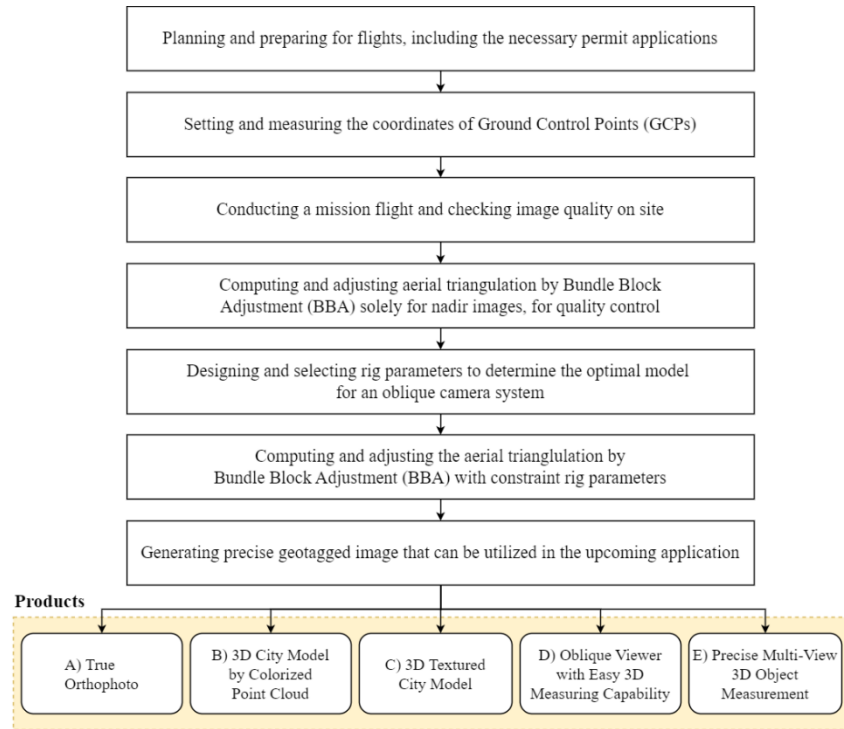 Planning and preparing for flights, including the necessary permit applications
Setting and measuring the coordinates of Ground Control Points (GCPs)
Conducting a mission flight and checking image quality on site
Computing and adjusting aerial triangulation by Bundle Block
Adjustment (BBA) solely for nadir images, for quality control
Designing and selecting rig parameters to determine the optimal model
for an oblique camera system
Computing and adjusting the aerial trianglulation by
Bundle Block Adjustment (BBA) with constraint rig parameters
Generating precise geotagged image that can be utilized in the upcoming application
Products
A) True
Orthophoto
B) 3D City Model
by Colorized
Point Cloud
C) 3D Textured
City Model
D) Oblique Viewer
with Easy 3D
Measuring Capability
E) Precise Multi-View
3D Object
Measurement